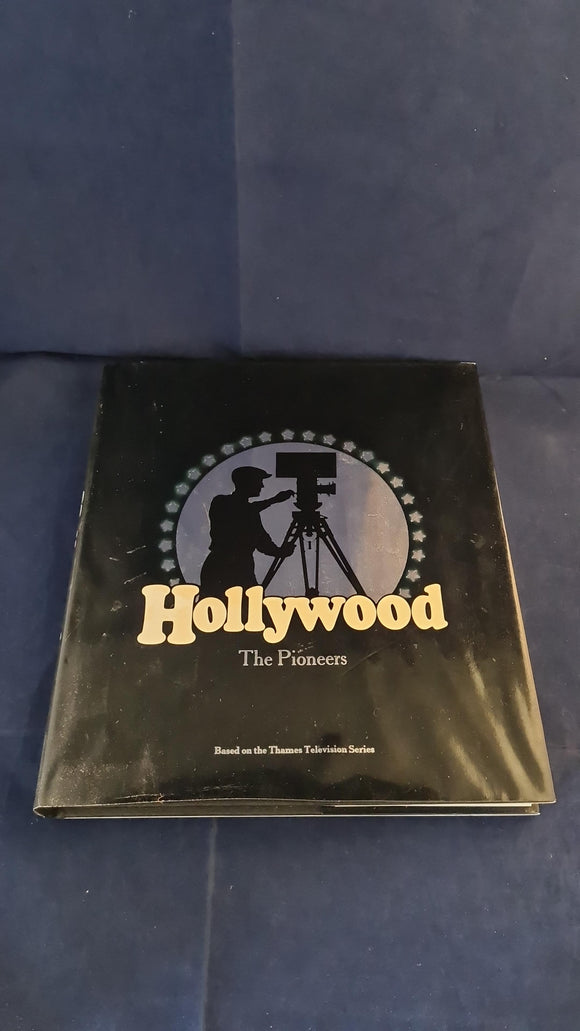 Hollywood
The Pioneers
Based on the Thames Television Series